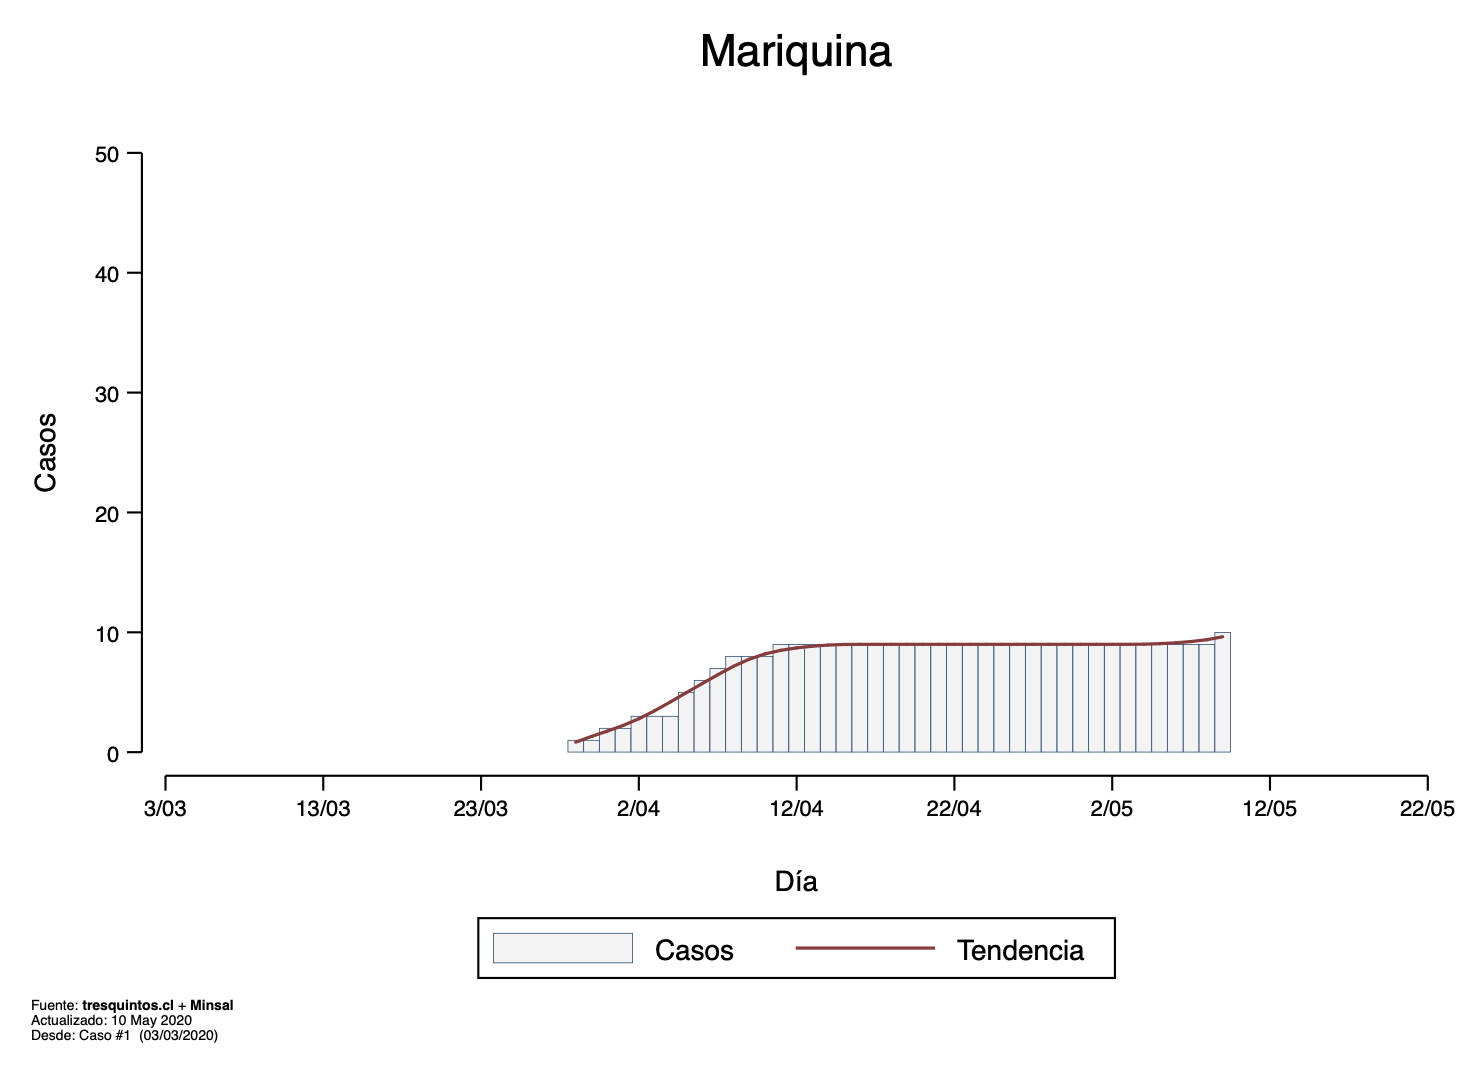 Mariquina
50
40
30
20
10
0
Casos
3/03 13/03 23/03 2/04 12/04 22/04 2/05 12/05 22/05
Día
Casos Tendencia
Fuente: tresquintos.cl + Minsal
Actualizado: 10 May 2020
Desde: Caso #1 (03/03/2020)